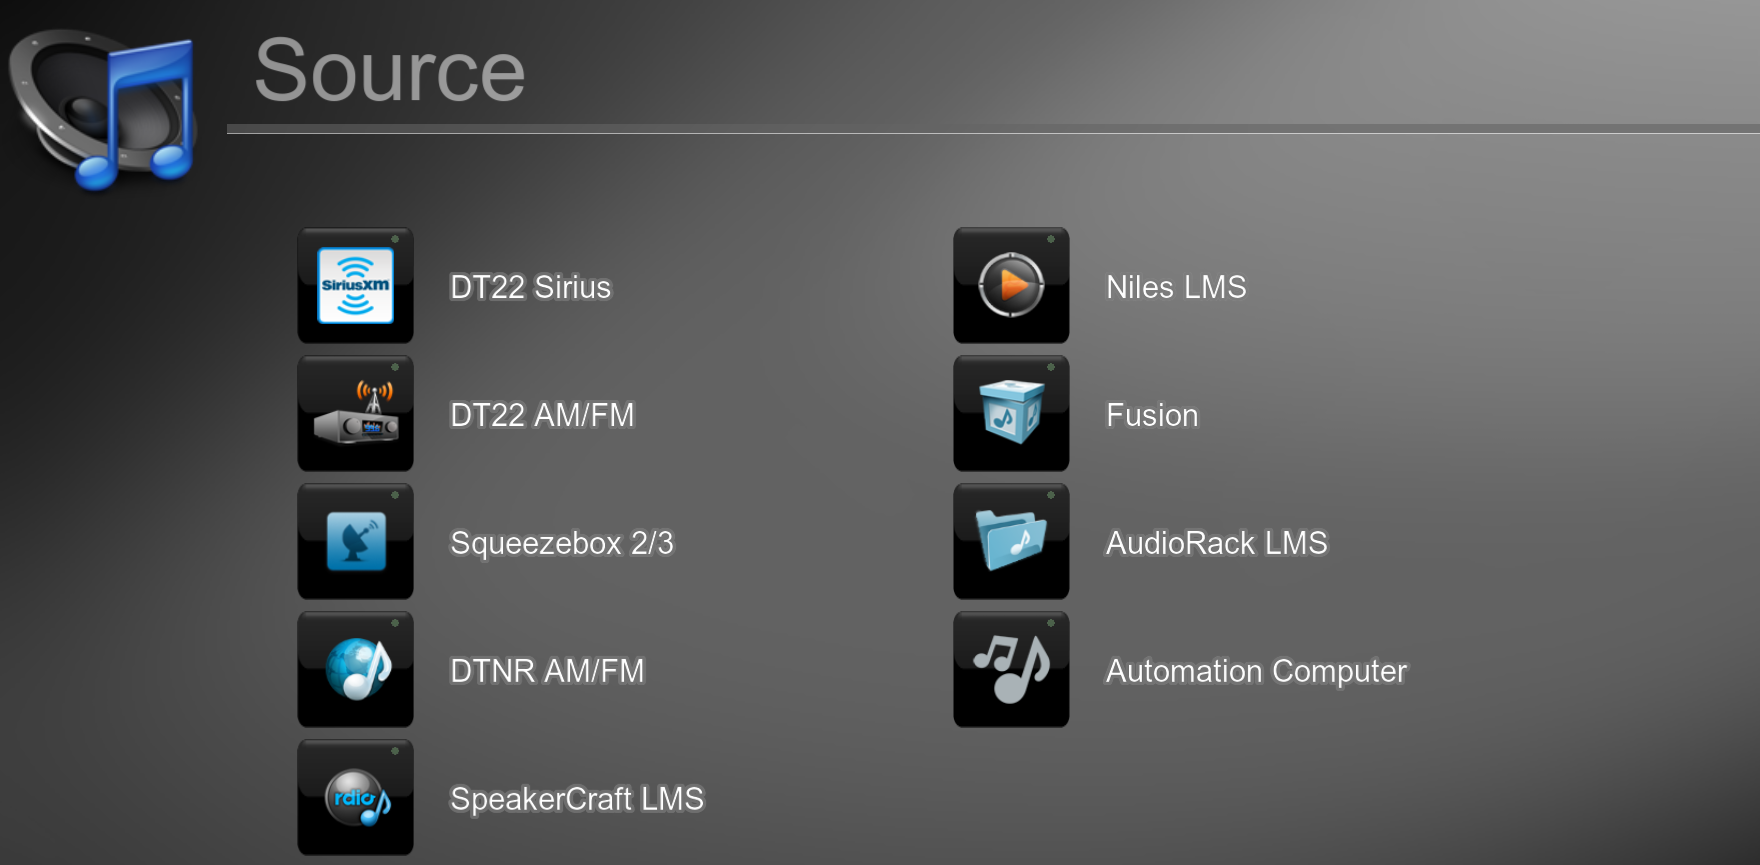 Source
SiriusXM
DT22 Sirius
DT22 AM/FM
Squeezebox 2/3
DTNR AM/FM
rdio
SpeakerCraft LMS
Niles LMS
Fusion
AudioRack LMS
Automation Computer